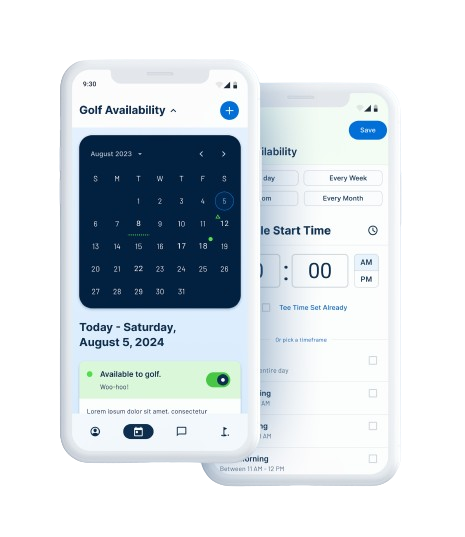 9:30
Golf Availability
August 2023
S M T W T F S
1 2 3 4 5
6 7 8 9 10 11 12
13 14 15 16 17 18 19
20 21 22 23 24 25 26
27 28 29 30 31
Today - Saturday,
August 5, 2024
Available to golf.
Woo-hoo!
Lorem ipsum dolor sit amet, consectetur
Save
ilability
day
Every Week
om
Every Month
le Start Time
0 : 00
AM
PM
Tee Time Set Already
Or pick a timeframe
entire day
ing
AM
ng
AM
orning
Between 11 AM - 12 PM